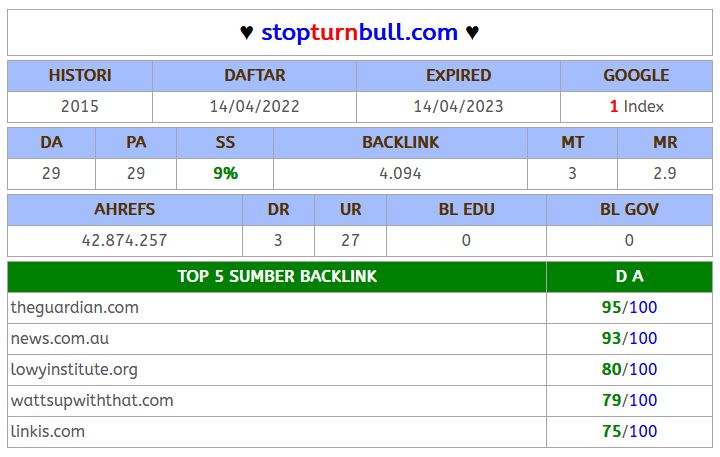 ♥ stopturnbull.com ♥
HISTORI DAFTAR EXPIRED GOOGLE
2015 14/04/2022 14/04/2023 1 Index
DA PA SS BACKLINK MT MR
29 29 9% 4.094 3 2.9
AHREFS DR UR BL EDU BL GOV
42.874.257 3 27 0 0
TOP 5 SUMBER BACKLINK D A
theguardian.com 95/100
news.com.au 93/100
lowyinstitute.org 80/100
wattsupwiththat.com 79/100
linkis.com 75/100